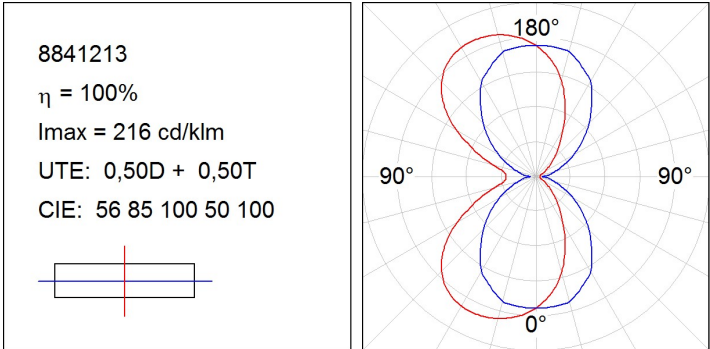 8841213
η = 100%
Imax = 216 cd/klm
UTE: 0,50D + 0,50T
CIE: 56 85 100 50 100
180°
90° 90°
0°